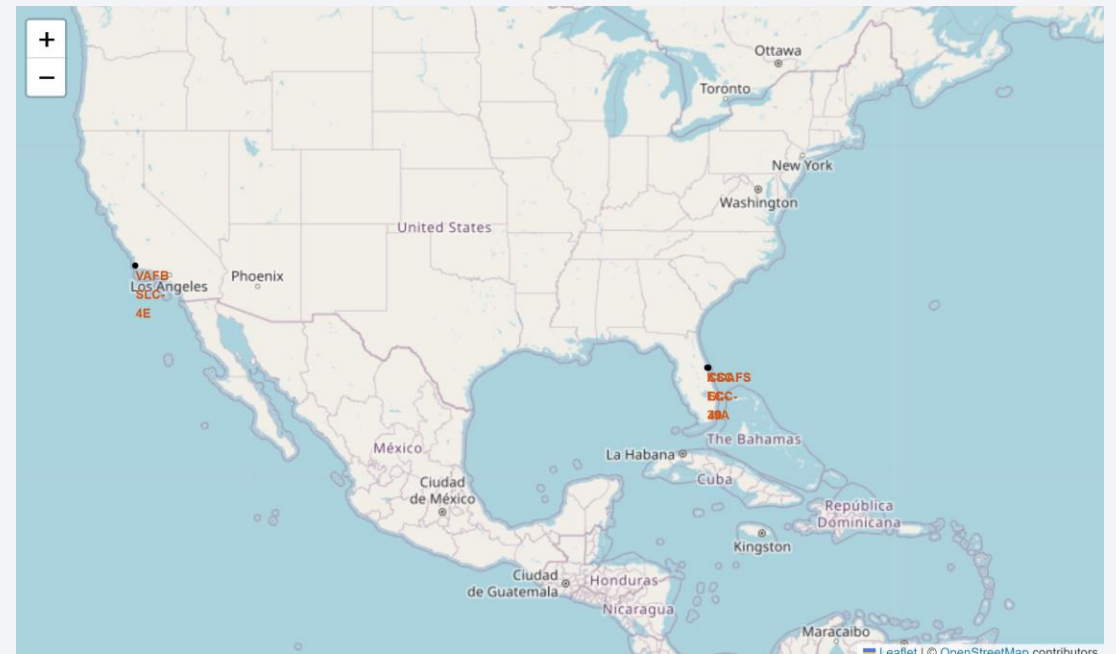 +
−
Ottawa
Toronto
New York
Washington
United States
Phoenix
VAFB
Los Angeles
SLC-
4E
The Bahamas
La Habana
Cuba
México
Ciudad
de México
República
Dominicana
Kingston
Ciudad
de Guatemala
Honduras
Nicaragua
Maracaibo
Leaflet | © OpenStreetMap contributors